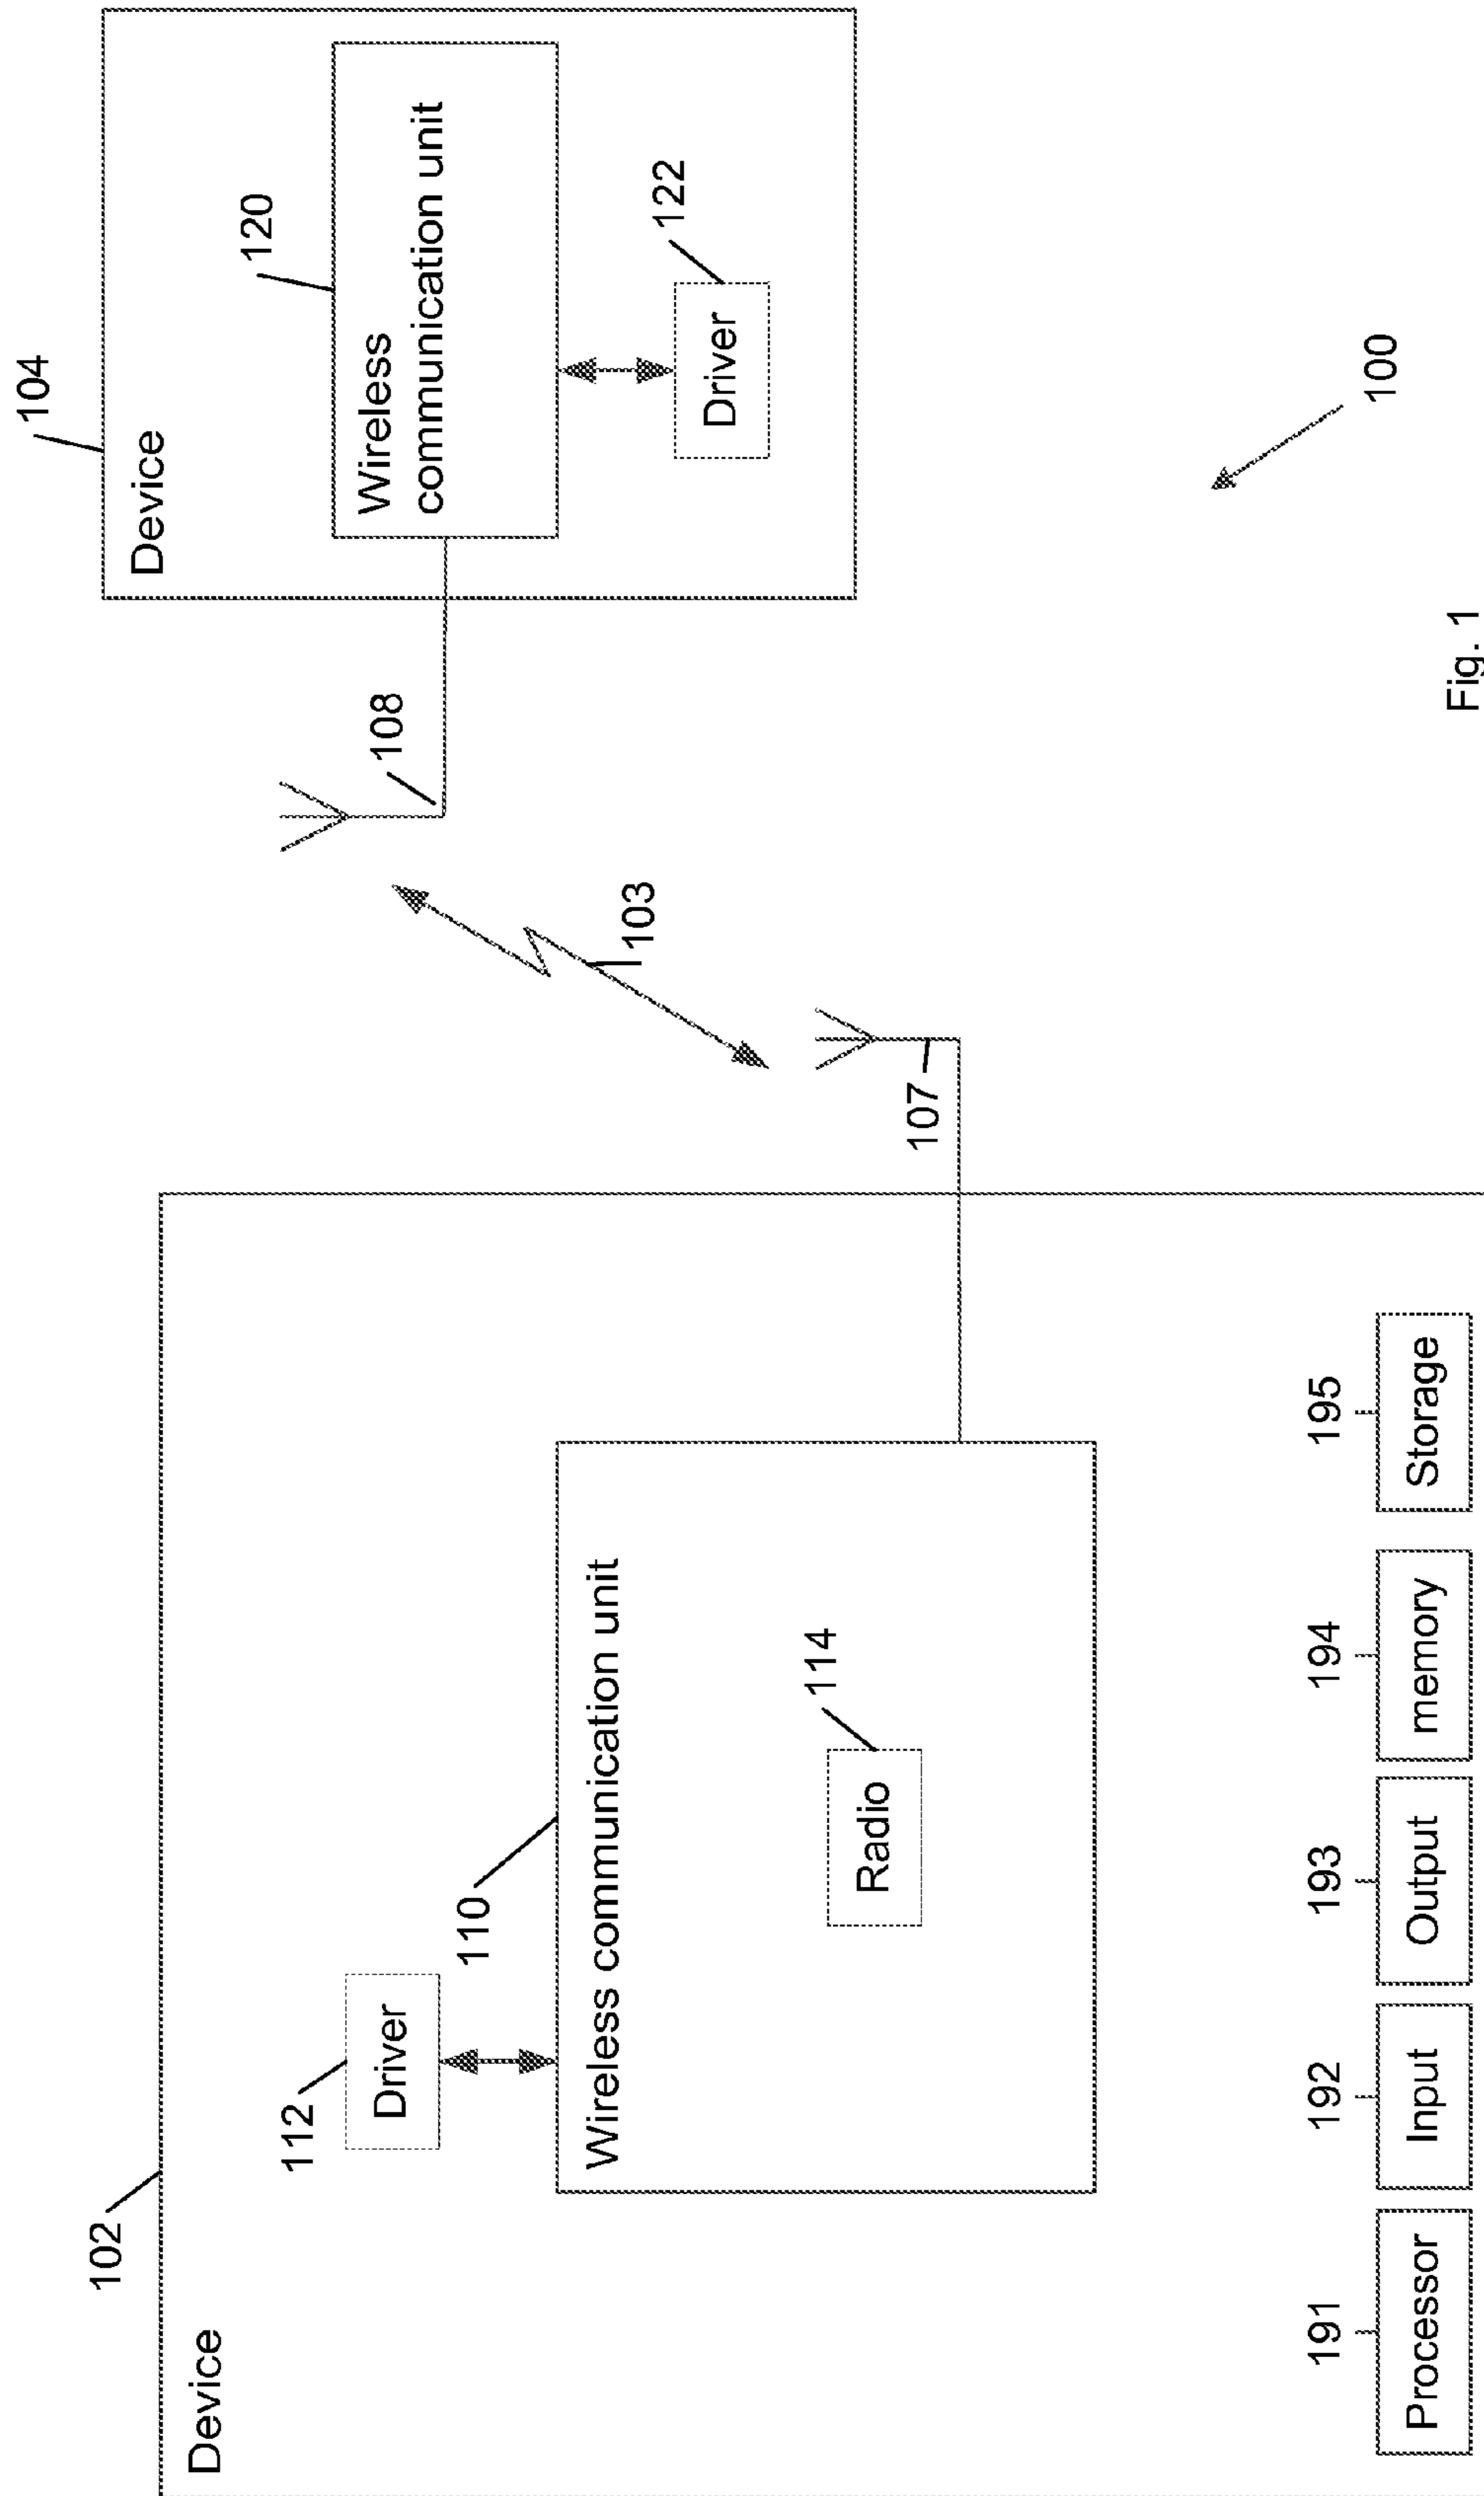 102
Device
112
Driver
110
Wireless communication unit
114
Radio
107
103
108
104
Device
120
Wireless
communication unit
122
Driver
191
Processor
192
Input
193
Output
194
memory
195
Storage
100
Fig. 1